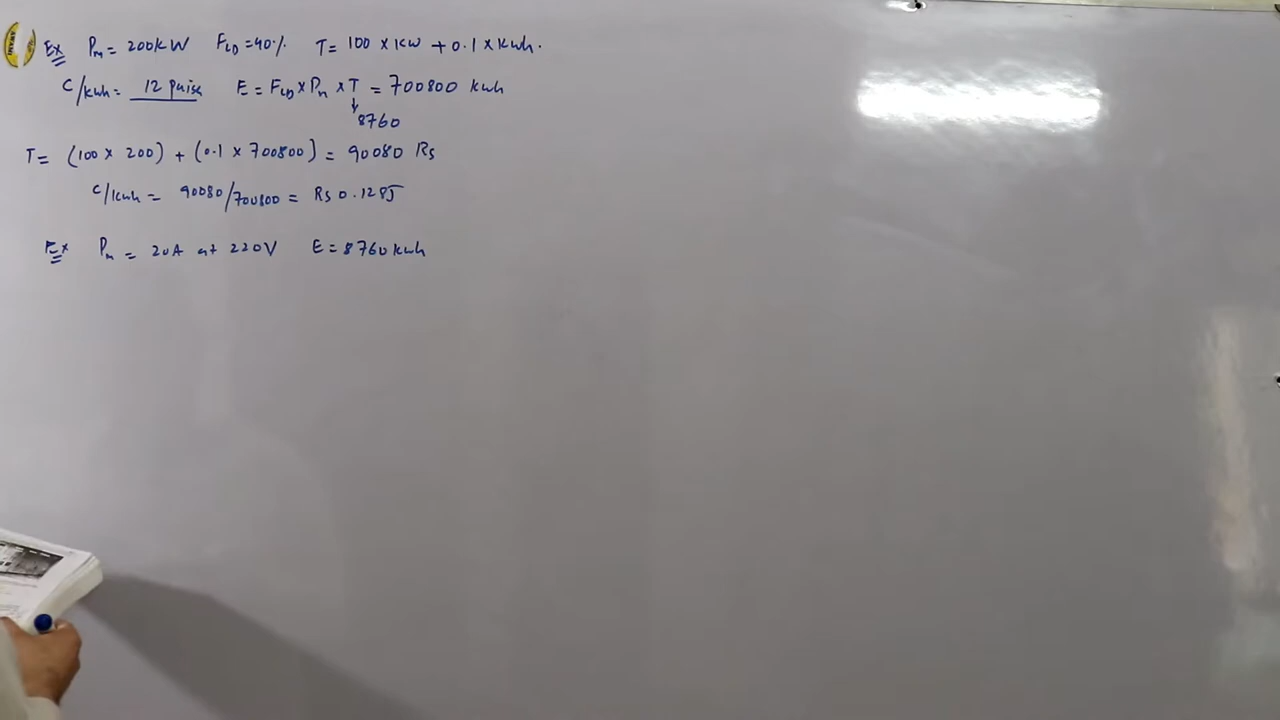 Ex Pm = 200kW FLD = 40% T = 100 × KW + 0.1 × Kwh.
C/Kwh = 12 paisa E = FLD × Pm × T = 700800 Kwh
8760
T = (100 × 200) + (0.1 × 700800) = 90080 Rs
C/Kwh = 90080/700800 = Rs 0.1285
Ex Pm = 20A at 220V E = 8760 Kwh